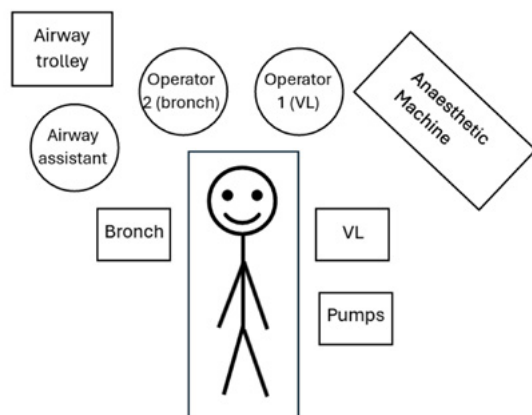 Airway
trolley
Operator
2 (bronch)
Operator
1 (VL)
Anaesthetic
Machine
Airway
assistant
Bronch
VL
Pumps